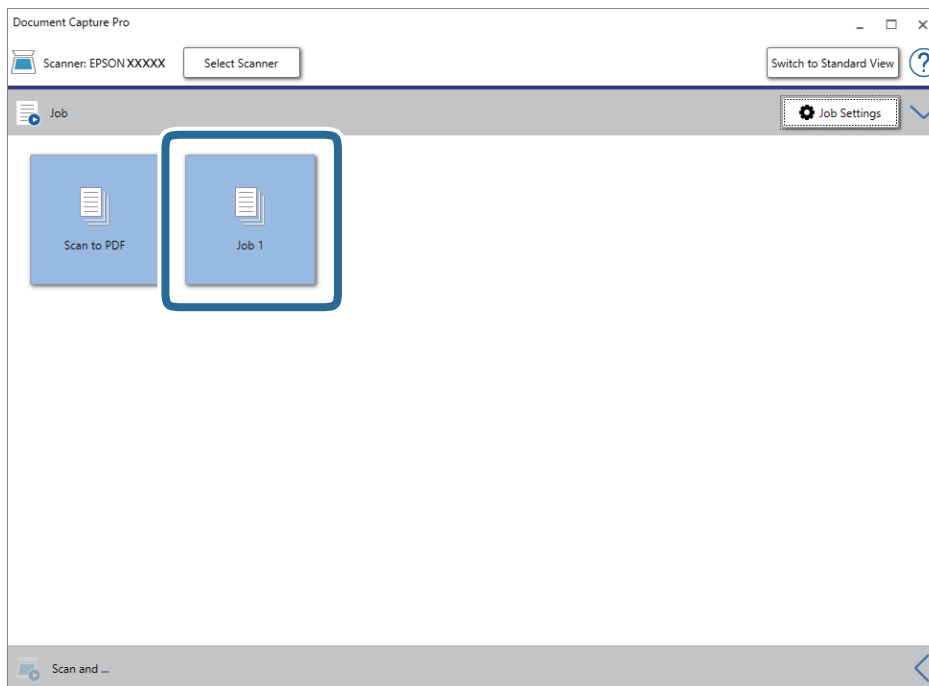 Document Capture Pro
Scanner: EPSON XXXXX
Select Scanner
Switch to Standard View
?
Job
Job Settings
Scan to PDF
Job 1
Scan and ...